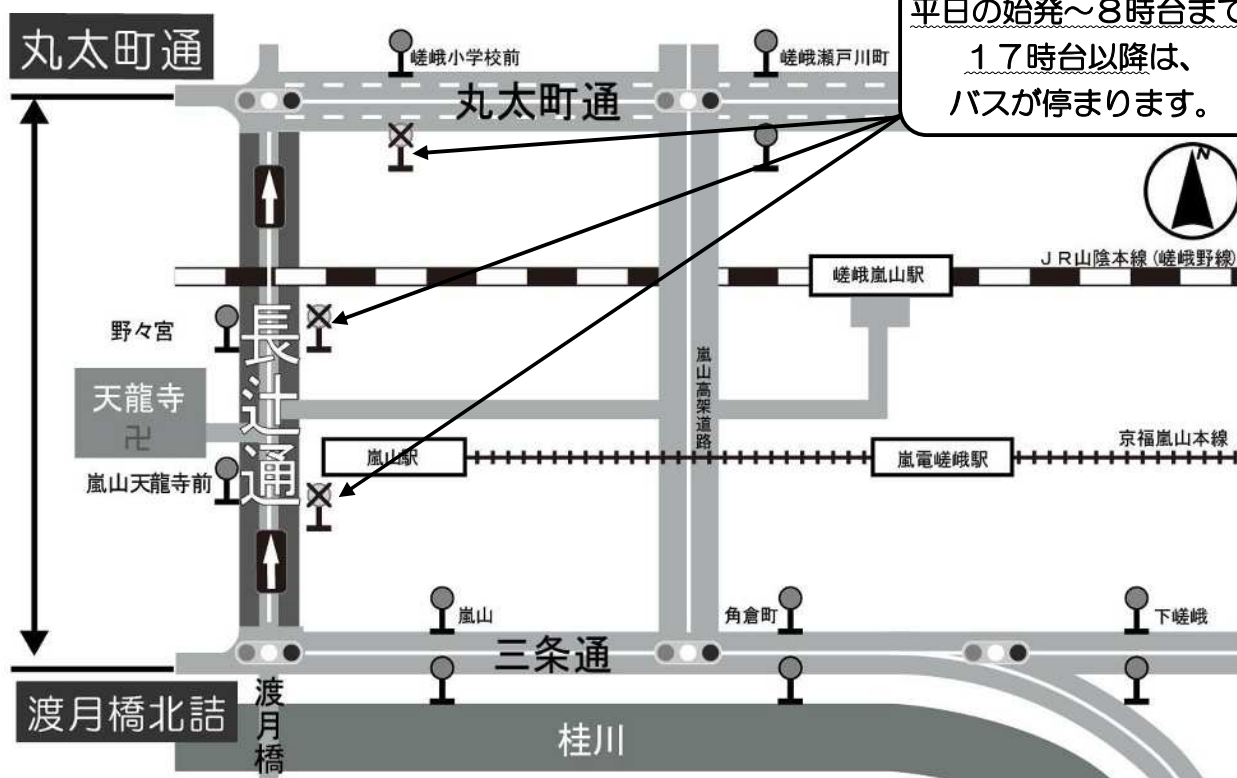 平日の始発～８時台まで
１７時台以降は、
バスが停まります。
丸太町通
嵯峨小学校前
嵯峨瀬戸川町
丸太町通
N
ＪＲ山陰本線(嵯峨野線)
嵯峨嵐山駅
野々宮
長辻通
嵐山高架道路
天龍寺
卍
京福嵐山本線
嵐山駅
嵐電嵯峨駅
嵐山天龍寺前
嵐山
角倉町
下嵯峨
三条通
渡月橋北詰
渡月橋
桂川